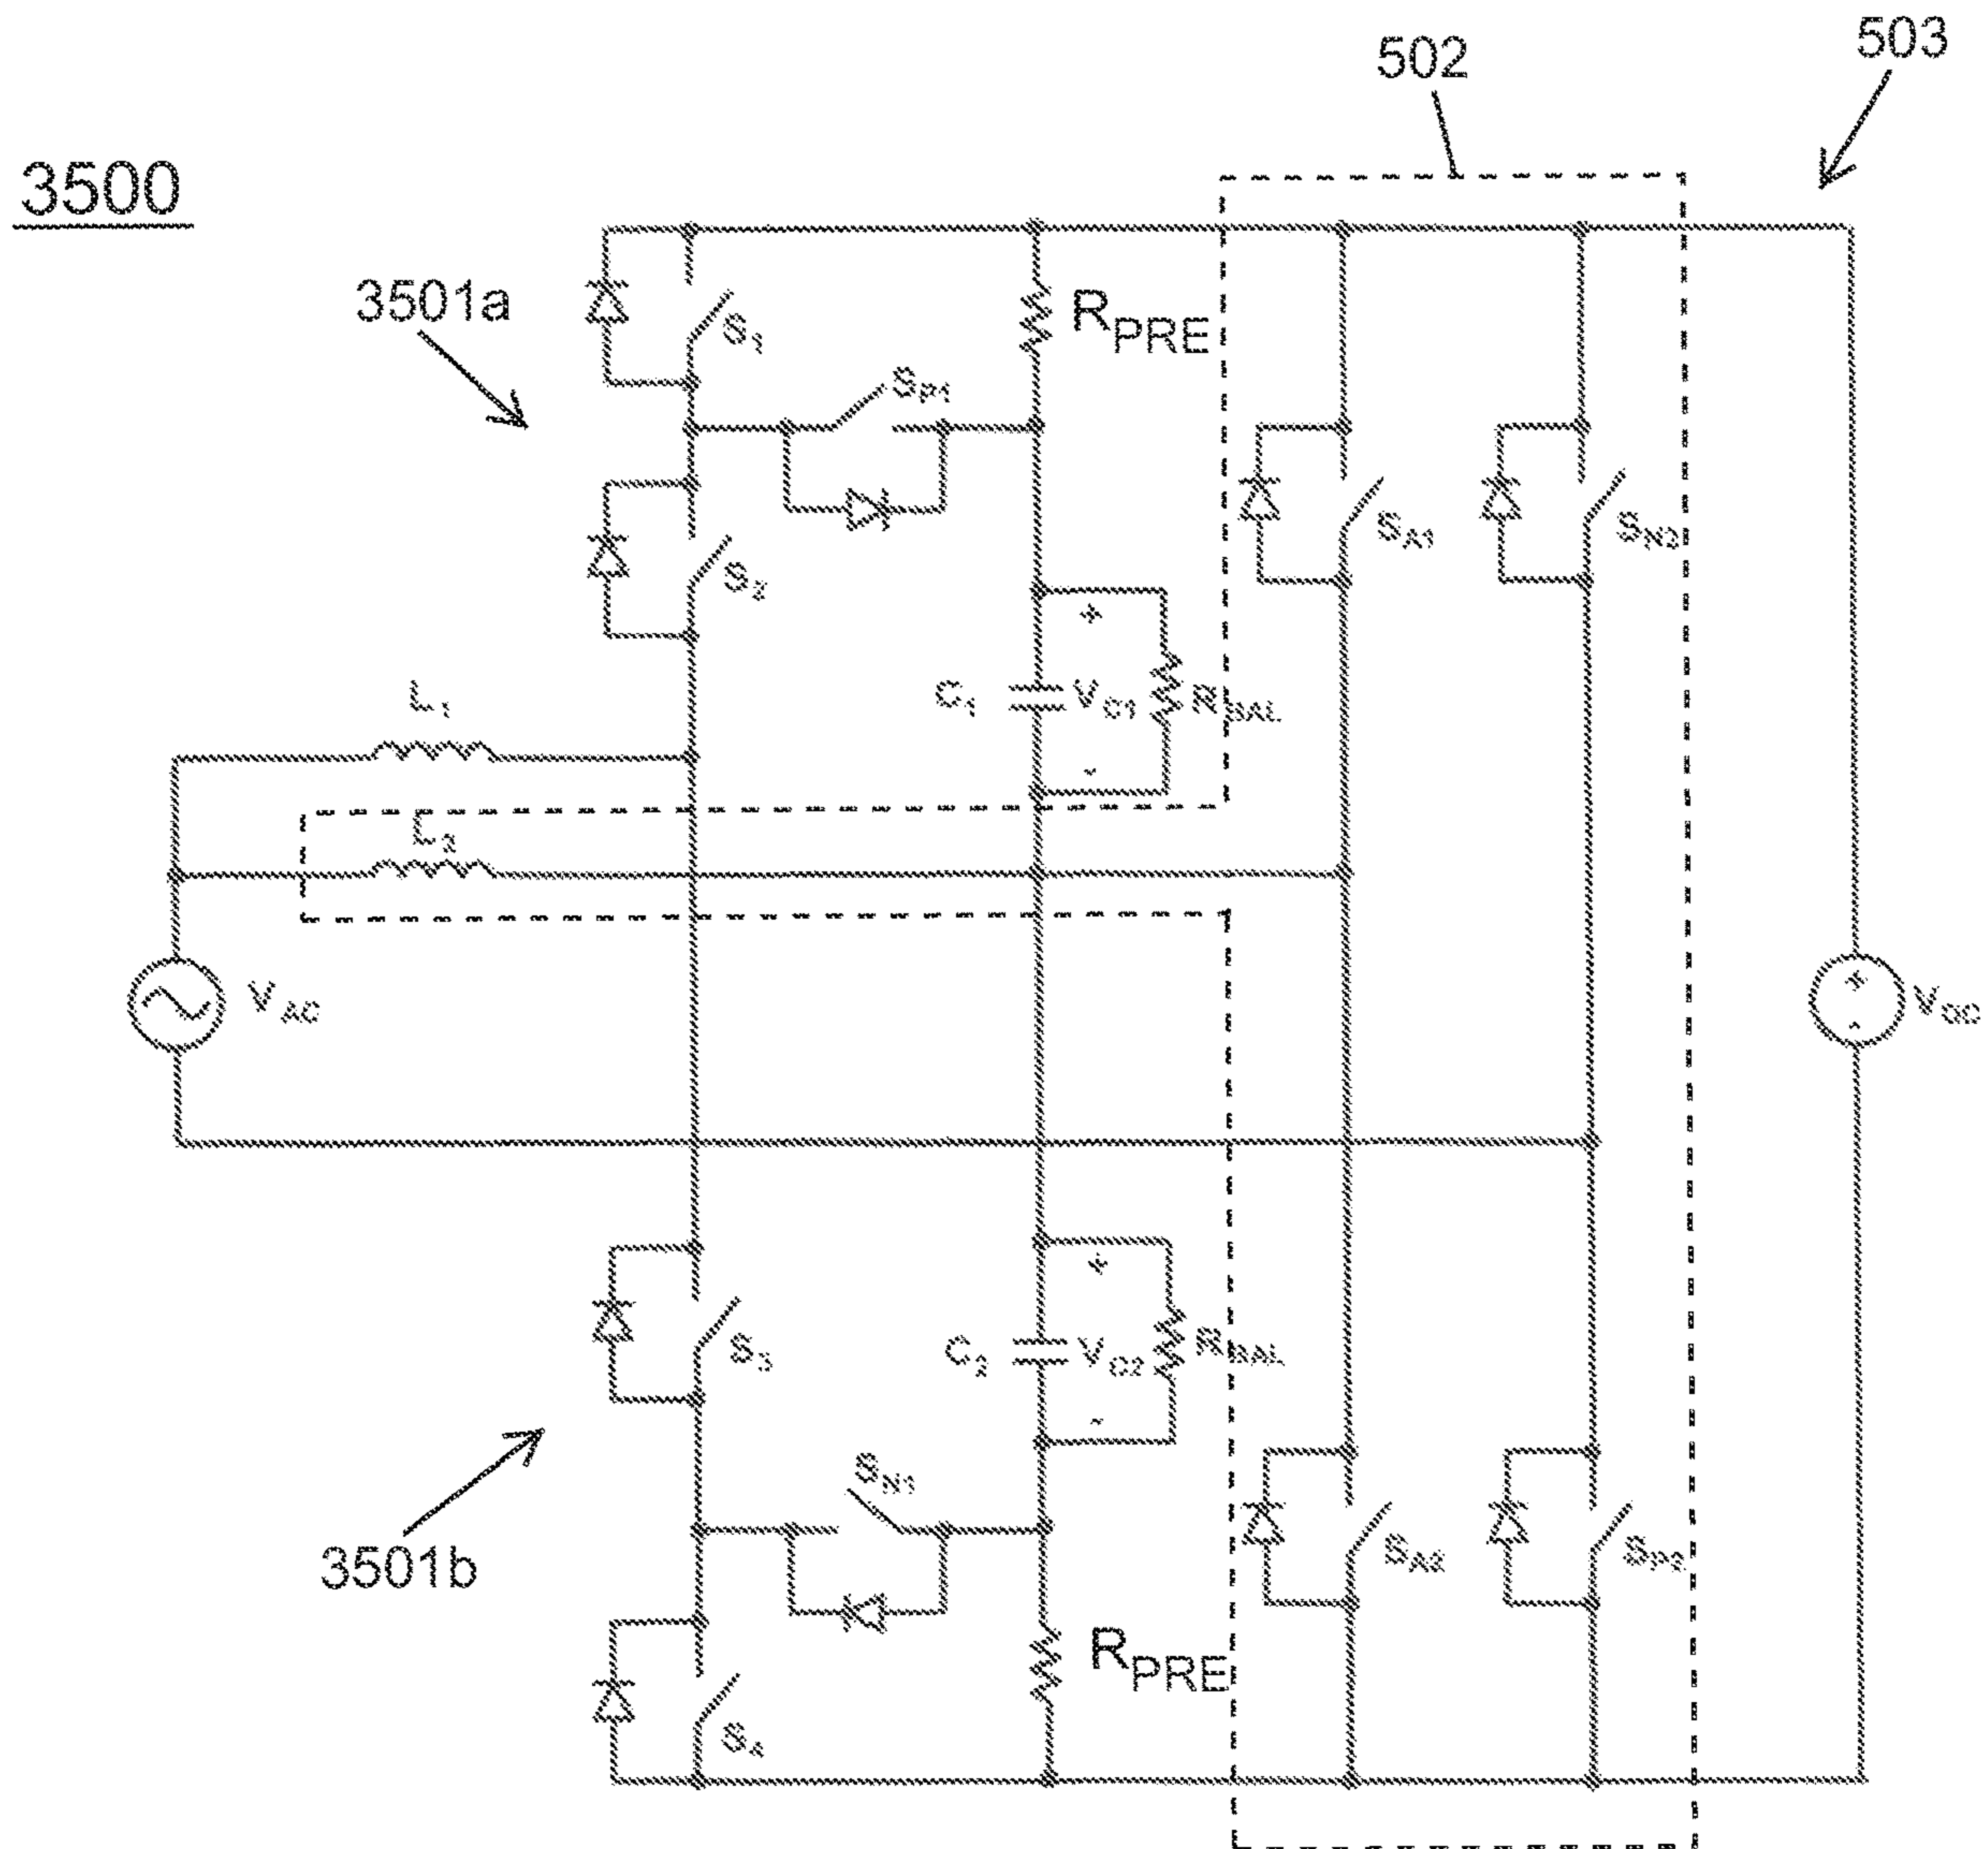 503
502
3500
3501a
S1
RPRE
SP1
SA1
SN2
S2
+
L1
C1
VC1
RBAL
-
L2
VAC
+
-
VDC
+
S3
C2
VC2
RBAL
-
SN1
3501b
SA2
SP2
RPRE
S4